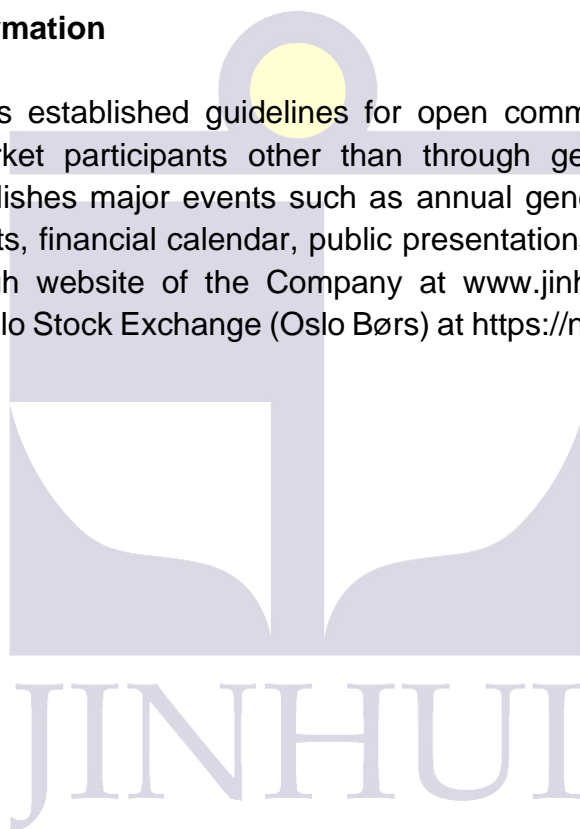 rmation
s established guidelines for open comm
rket participants other than through ge
lishes major events such as annual gene
ts, financial calendar, public presentations
gh website of the Company at www.jinh
lo Stock Exchange (Oslo Børs) at https://n
JINHUI